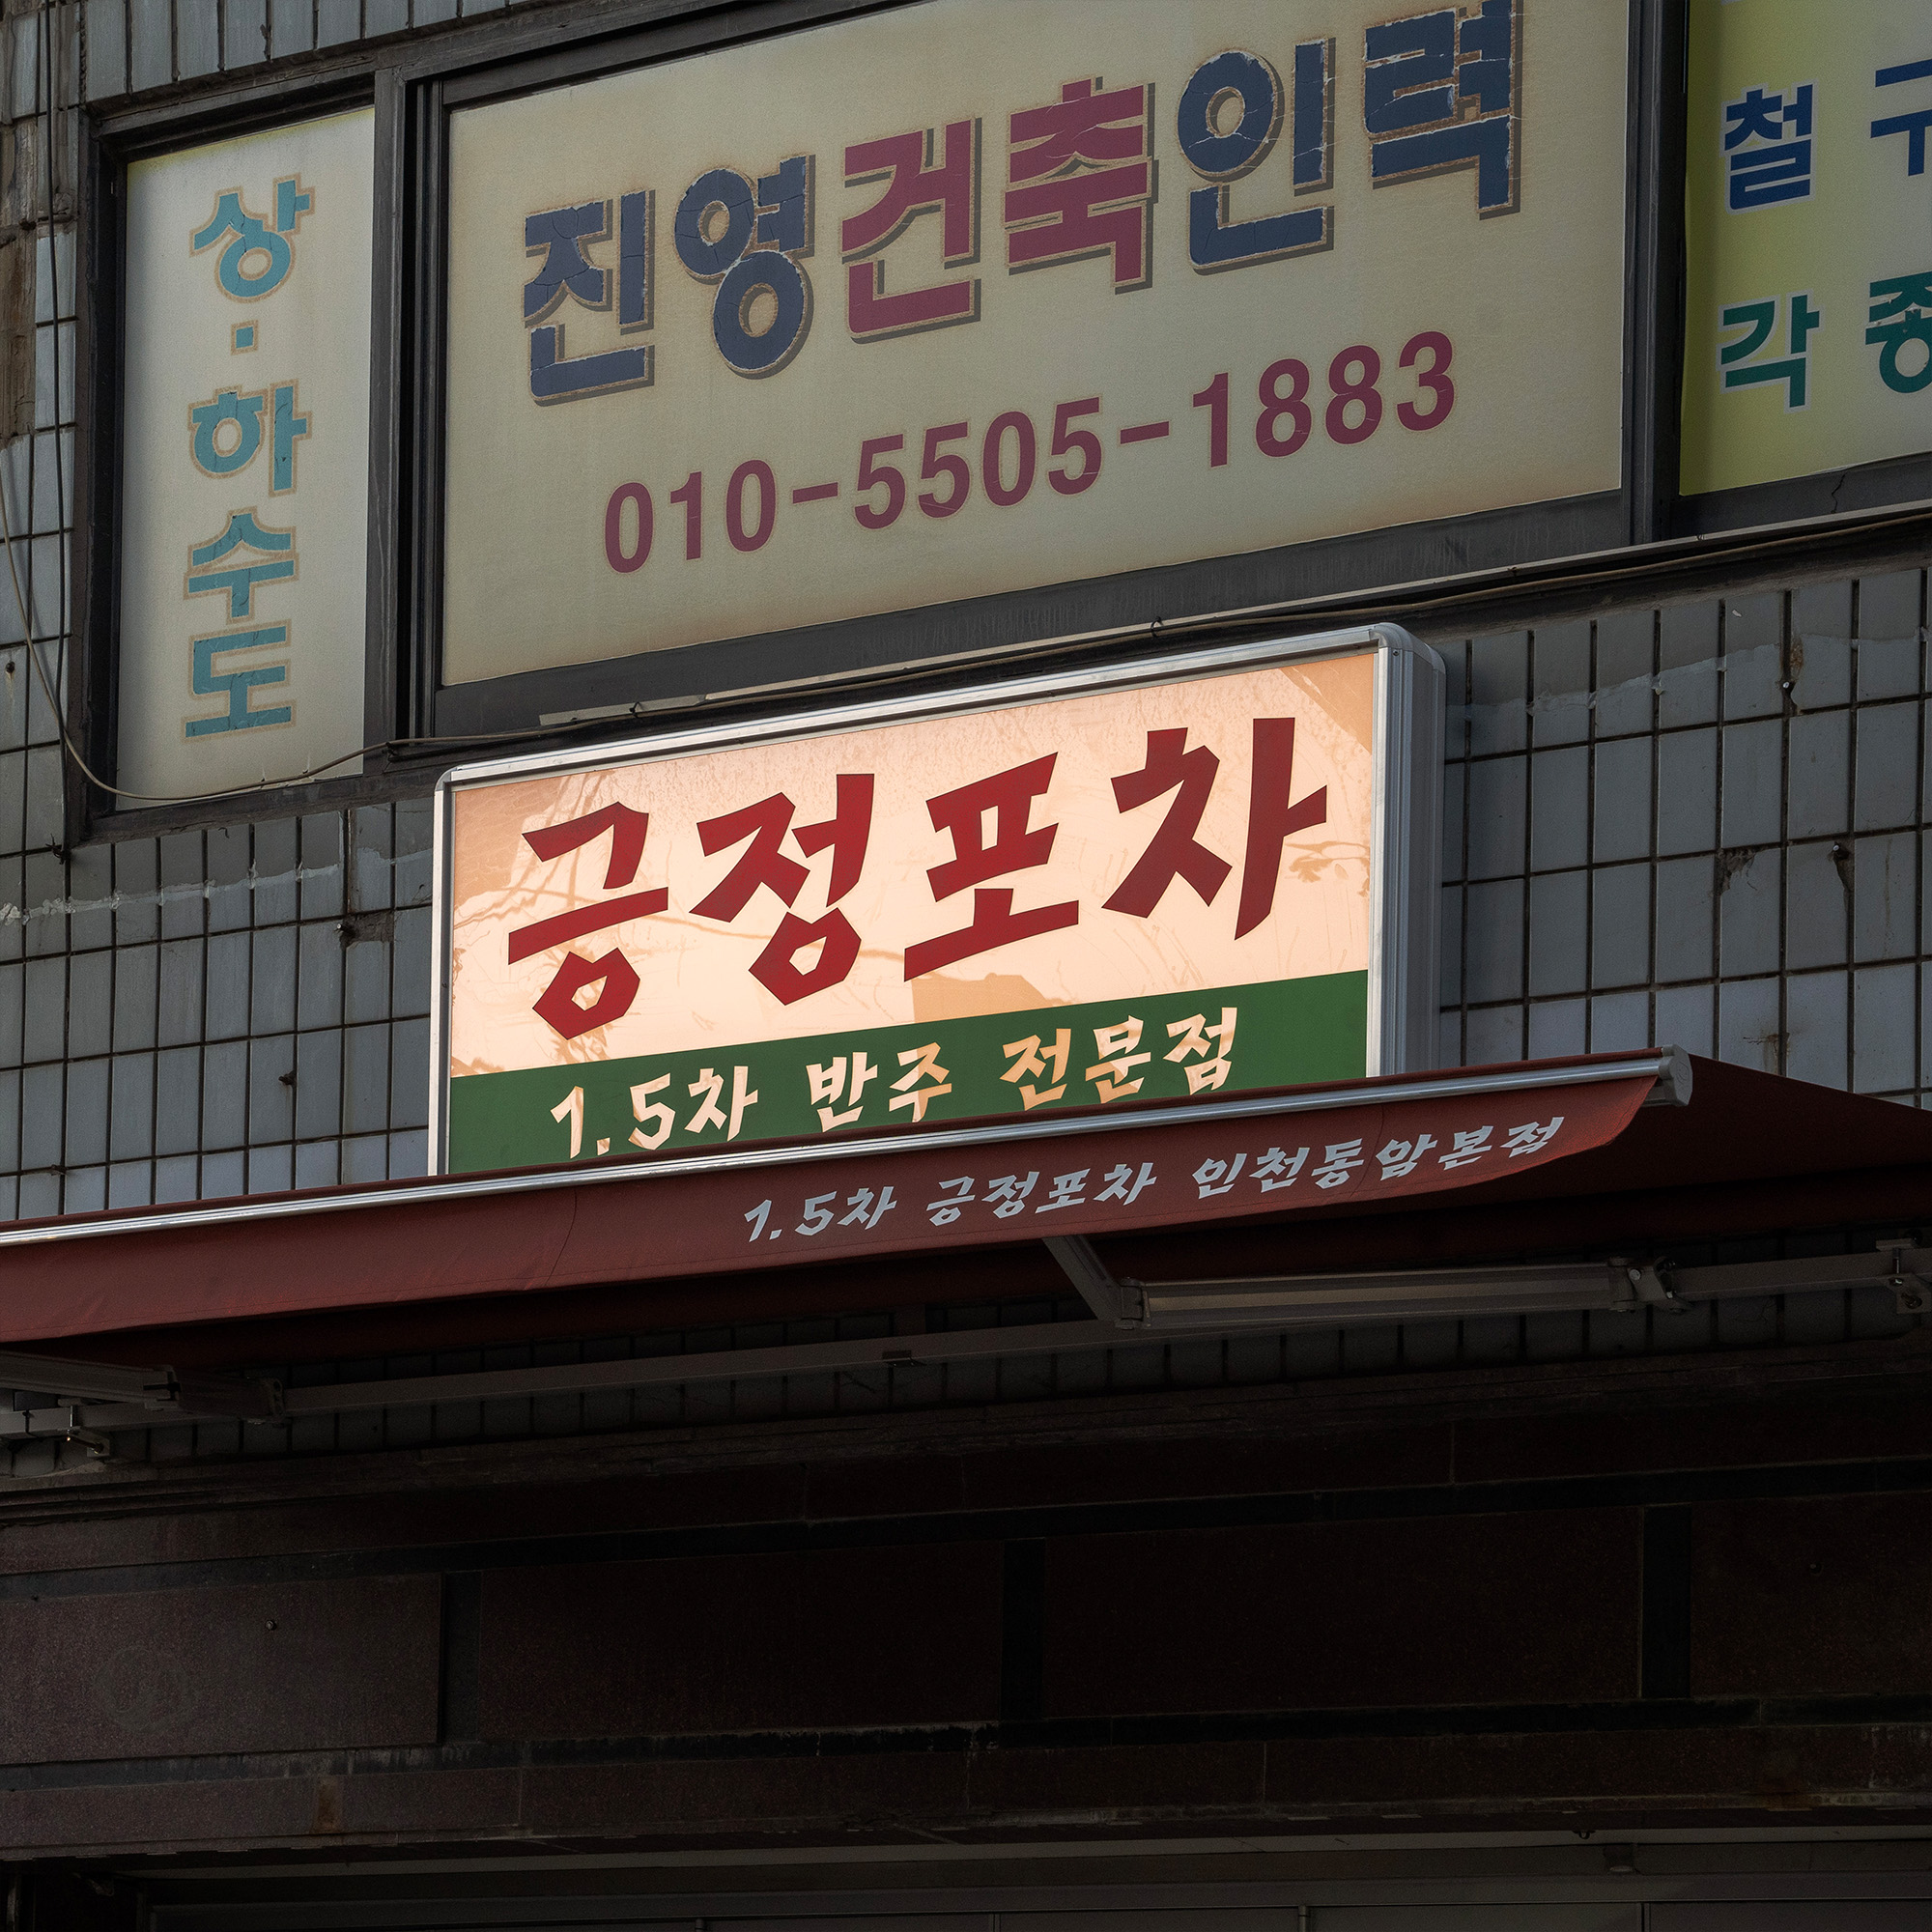 상·하수도
진영건축인력
010-5505-1883
철구
각종
긍정포차
1.5차 반주 전문점
1.5차 긍정포차 인천동암본점